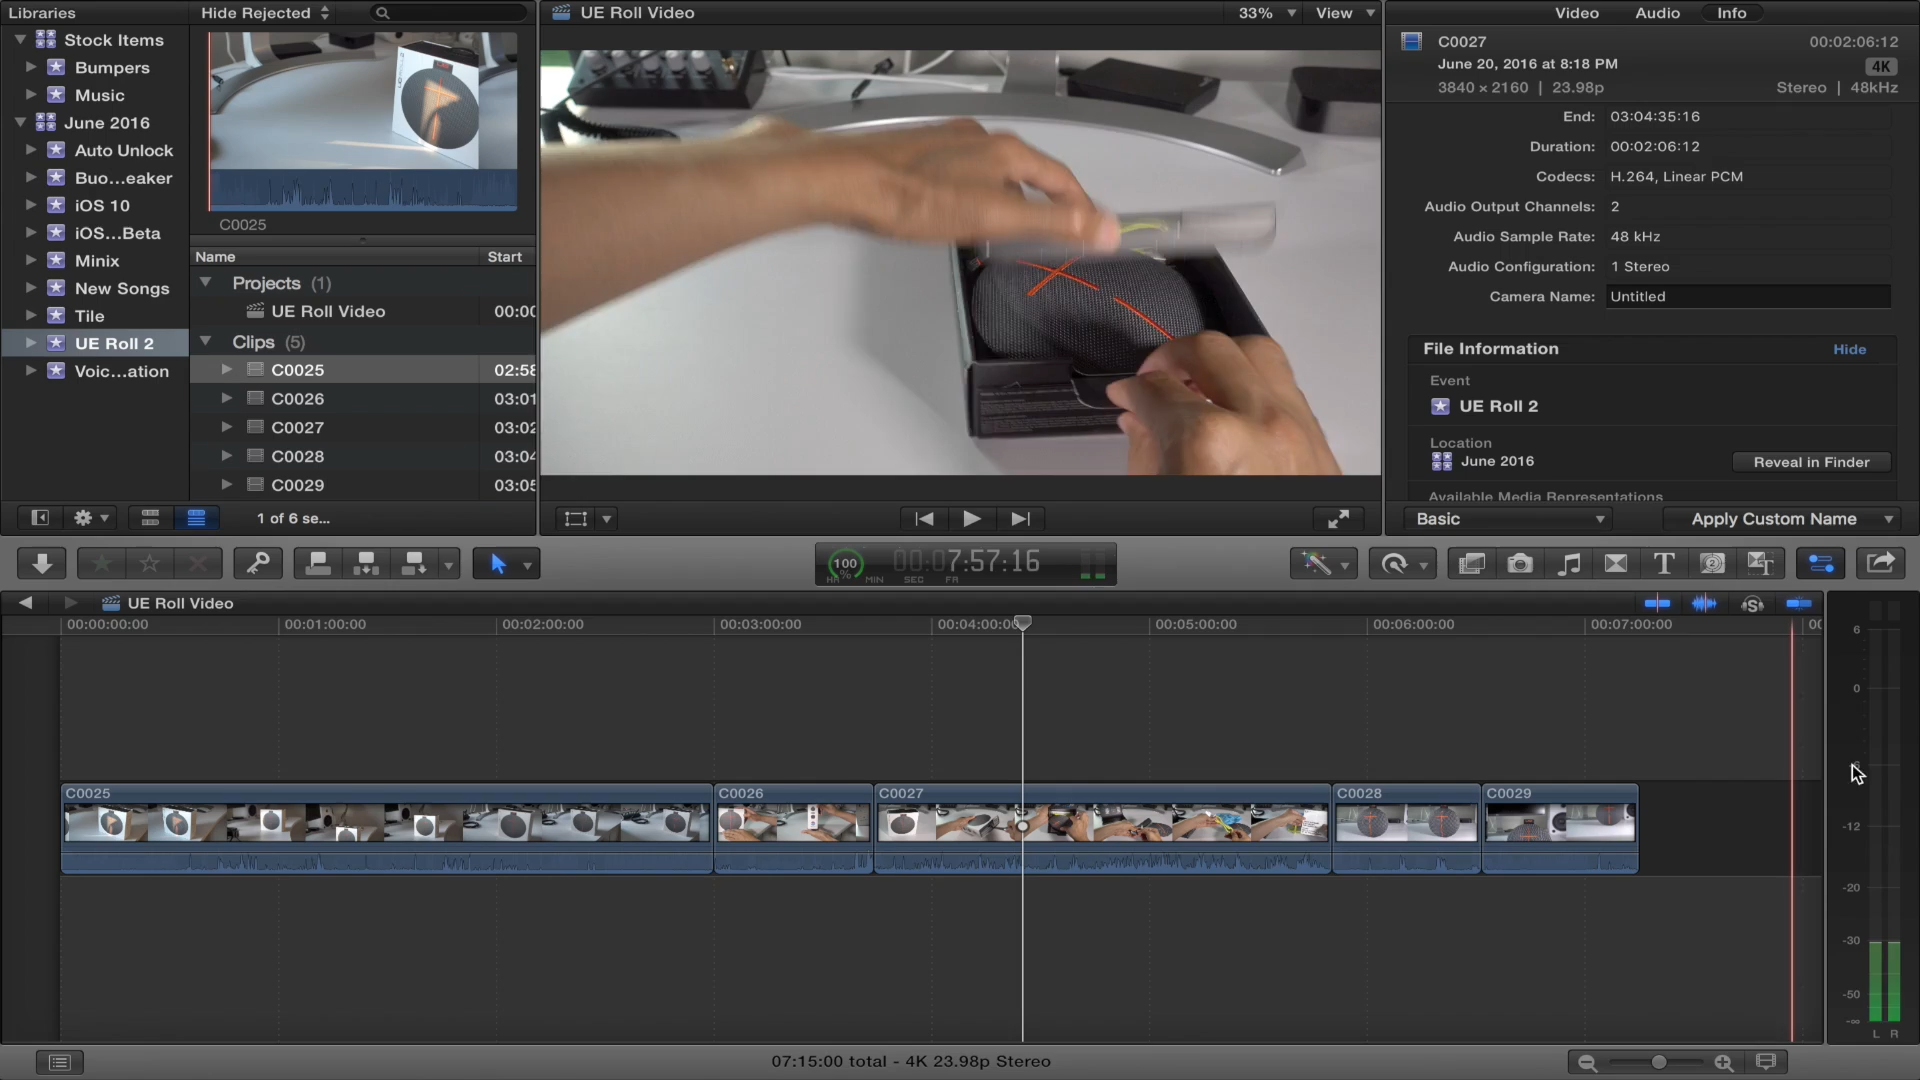 Libraries
Stock Items
Bumpers
Music
June 2016
Auto Unlock
Buo...eaker
iOS 10
iOS...Beta
Minix
New Songs
Tile
UE Roll 2
Voic...ation
Hide Rejected
C0025
Name Start
Projects (1)
UE Roll Video 00:00
Clips (5)
C0025 02:58
C0026 03:01
C0027 03:02
C0028 03:04
C0029 03:05
1 of 6 se...
UE Roll Video
33% View
Video Audio Info
C0027 00:02:06:12
June 20, 2016 at 8:18 PM 4K
3840 × 2160 | 23.98p Stereo | 48kHz
End: 03:04:35:16
Duration: 00:02:06:12
Codecs: H.264, Linear PCM
Audio Output Channels: 2
Audio Sample Rate: 48 kHz
Audio Configuration: 1 Stereo
Camera Name: Untitled
File Information Hide
Event
UE Roll 2
Location
June 2016 Reveal in Finder
Available Media Representations
Basic Apply Custom Name
100 % 00:07:57:16
HR MIN SEC FR
UE Roll Video
00:00:00:00 00:01:00:00 00:02:00:00 00:03:00:00 00:04:00:00 00:05:00:00 00:06:00:00 00:07:00:00 00
C0025 C0026 C0027 C0028 C0029
6
0
-12
-20
-30
-50
-∞
L R
07:15:00 total - 4K 23.98p Stereo